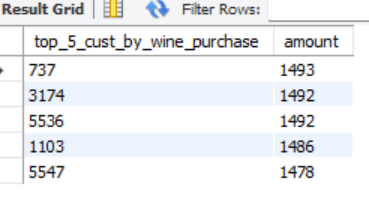 Result Grid Filter Rows:
top_5_cust_by_wine_purchase amount
737 1493
3174 1492
5536 1492
1103 1486
5547 1478